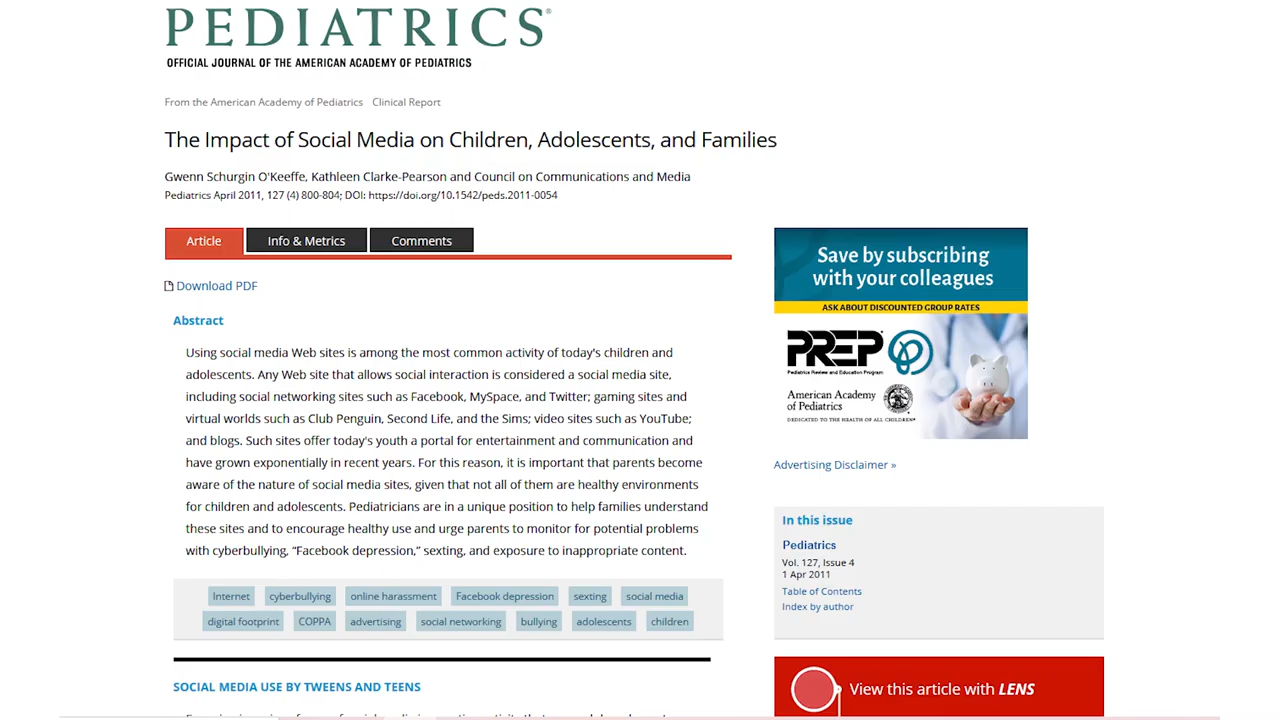 PEDIATRICS®
OFFICIAL JOURNAL OF THE AMERICAN ACADEMY OF PEDIATRICS
From the American Academy of Pediatrics Clinical Report
The Impact of Social Media on Children, Adolescents, and Families
Gwenn Schurgin O'Keeffe, Kathleen Clarke-Pearson and Council on Communications and Media
Pediatrics April 2011, 127 (4) 800-804; DOI: https://doi.org/10.1542/peds.2011-0054
Article Info & Metrics Comments
Download PDF
Abstract
Using social media Web sites is among the most common activity of today's children and
adolescents. Any Web site that allows social interaction is considered a social media site,
including social networking sites such as Facebook, MySpace, and Twitter; gaming sites and
virtual worlds such as Club Penguin, Second Life, and the Sims; video sites such as YouTube;
and blogs. Such sites offer today's youth a portal for entertainment and communication and
have grown exponentially in recent years. For this reason, it is important that parents become
aware of the nature of social media sites, given that not all of them are healthy environments
for children and adolescents. Pediatricians are in a unique position to help families understand
these sites and to encourage healthy use and urge parents to monitor for potential problems
with cyberbullying, “Facebook depression,” sexting, and exposure to inappropriate content.
Internet cyberbullying online harassment Facebook depression sexting social media
digital footprint COPPA advertising social networking bullying adolescents children
SOCIAL MEDIA USE BY TWEENS AND TEENS
Save by subscribing
with your colleagues
ASK ABOUT DISCOUNTED GROUP RATES
PREP
Pediatrics Review and Education Program
American Academy
of Pediatrics
DEDICATED TO THE HEALTH OF ALL CHILDREN®
Advertising Disclaimer »
In this issue
Pediatrics
Vol. 127, Issue 4
1 Apr 2011
Table of Contents
Index by author
View this article with LENS